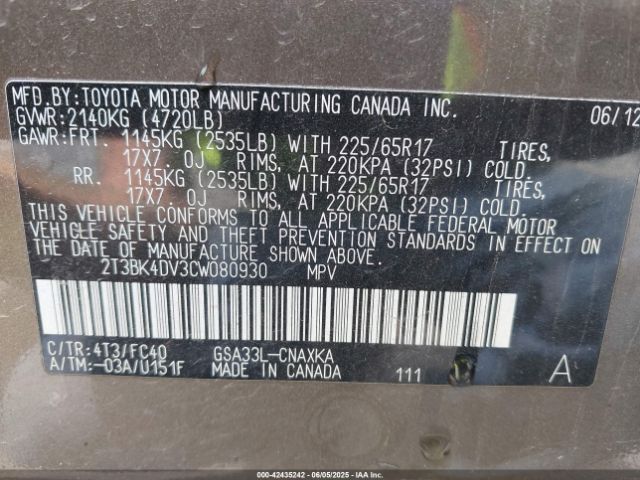 MFD.BY:TOYOTA MOTOR MANUFACTURING CANADA INC. 06/12
GVWR:2140KG (4720LB)
GAWR:FRT. 1145KG (2535LB) WITH 225/65R17 TIRES,
17X7. 0J RIMS, AT 220KPA (32PSI) COLD.
RR. 1145KG (2535LB) WITH 225/65R17 TIRES,
17X7. 0J RIMS, AT 220KPA (32PSI) COLD.
THIS VEHICLE CONFORMS TO ALL APPLICABLE FEDERAL MOTOR
VEHICLE SAFETY AND THEFT PREVENTION STANDARDS IN EFFECT ON
THE DATE OF MANUFACTURE SHOWN ABOVE.
2T3BK4DV3CW080930 MPV
C/TR:4T3/FC40 GSA33L-CNAXKA
A/TM:-03A/U151F MADE IN CANADA 111 A
© IAA - 42435242 - 06/05/2025 - IAAI.COM